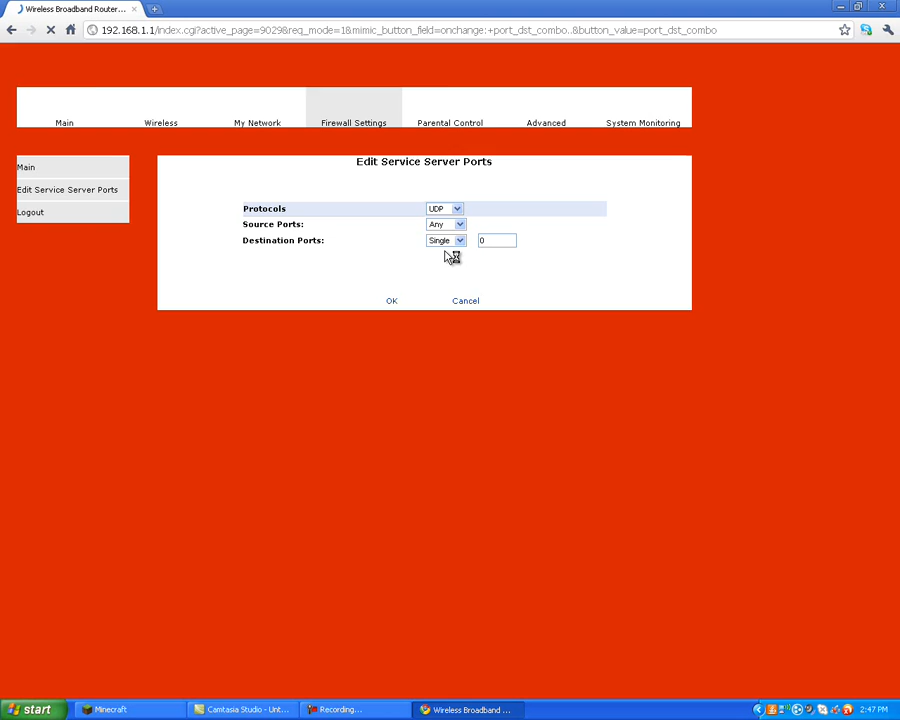 Wireless Broadband Router...
192.168.1.1/index.cgi?active_page=9029&req_mode=1&mimic_button_field=onchange:+port_dst_combo..&button_value=port_dst_combo
Main
Wireless
My Network
Firewall Settings
Parental Control
Advanced
System Monitoring
Main
Edit Service Server Ports
Logout
Edit Service Server Ports
Protocols UDP
Source Ports: Any
Destination Ports: Single 0
OK Cancel
start
Minecraft
Camtasia Studio - Unt...
Recording...
Wireless Broadband ...
2:47 PM